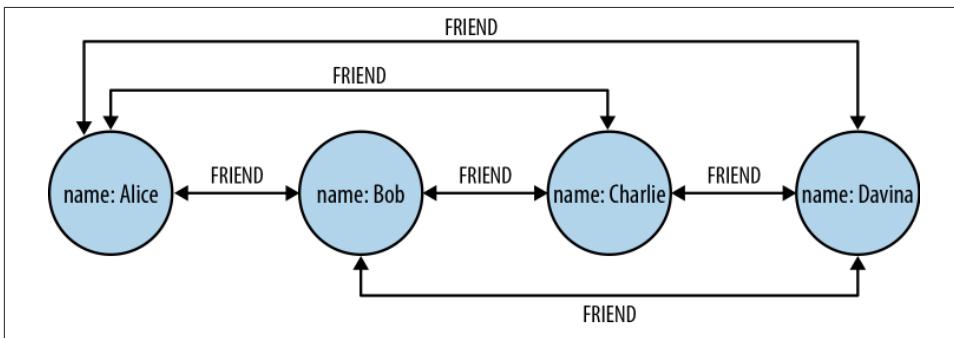 FRIEND
FRIEND
name: Alice
FRIEND
name: Bob
FRIEND
name: Charlie
FRIEND
name: Davina
FRIEND